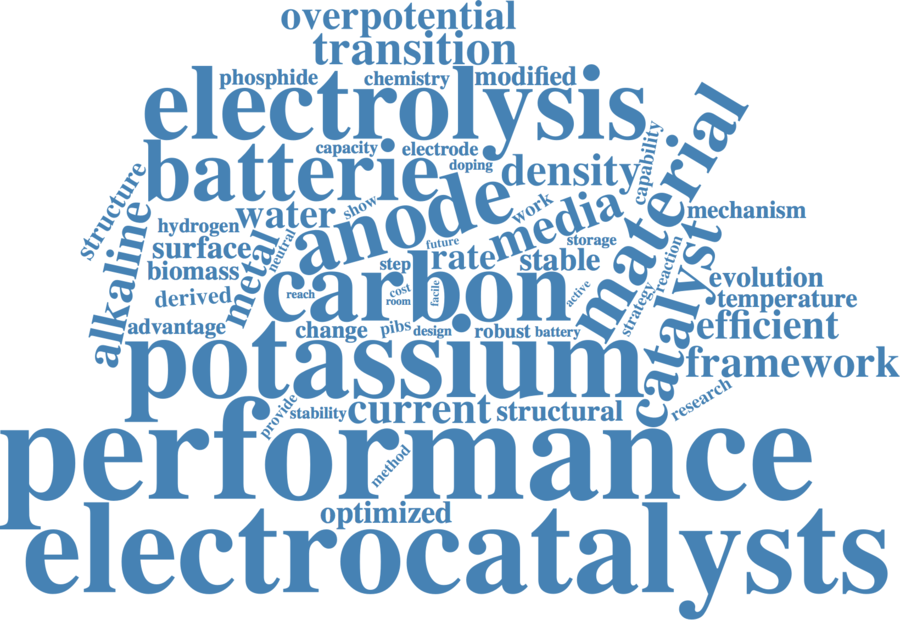 overpotential
transition
phosphide chemistry modified
electrolysis
capacity electrode
batterie doping density capability
structure
alkaline
hydrogen water show anode work media material mechanism
surface metal neutral future storage
biomass step rate stable reaction
derived reach carbon cost room facile active strategy catalyst evolution
temperature
advantage change pibs design robust battery efficient
potassium framework
provide stability current structural research
performance
method
optimized
electrocatalysts